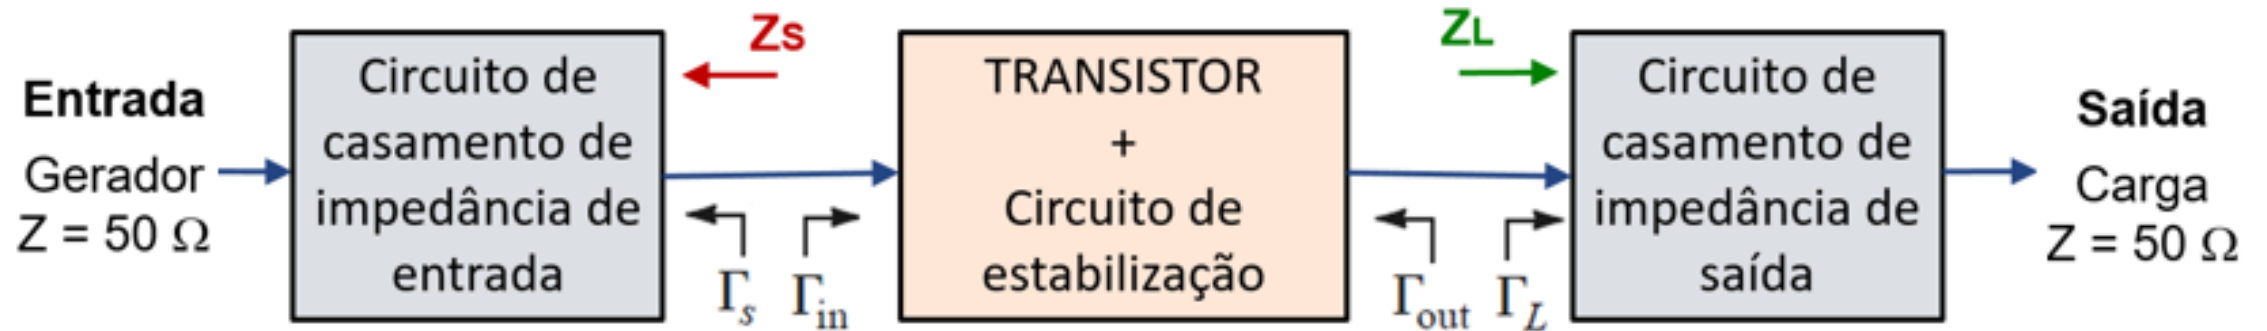 Entrada
Gerador
Z = 50 Ω
Circuito de
casamento de
impedância de
entrada
ZS
Γs
Γin
TRANSISTOR
+
Circuito de
estabilização
ZL
Γout
ΓL
Circuito de
casamento de
impedância de
saída
Saída
Carga
Z = 50 Ω